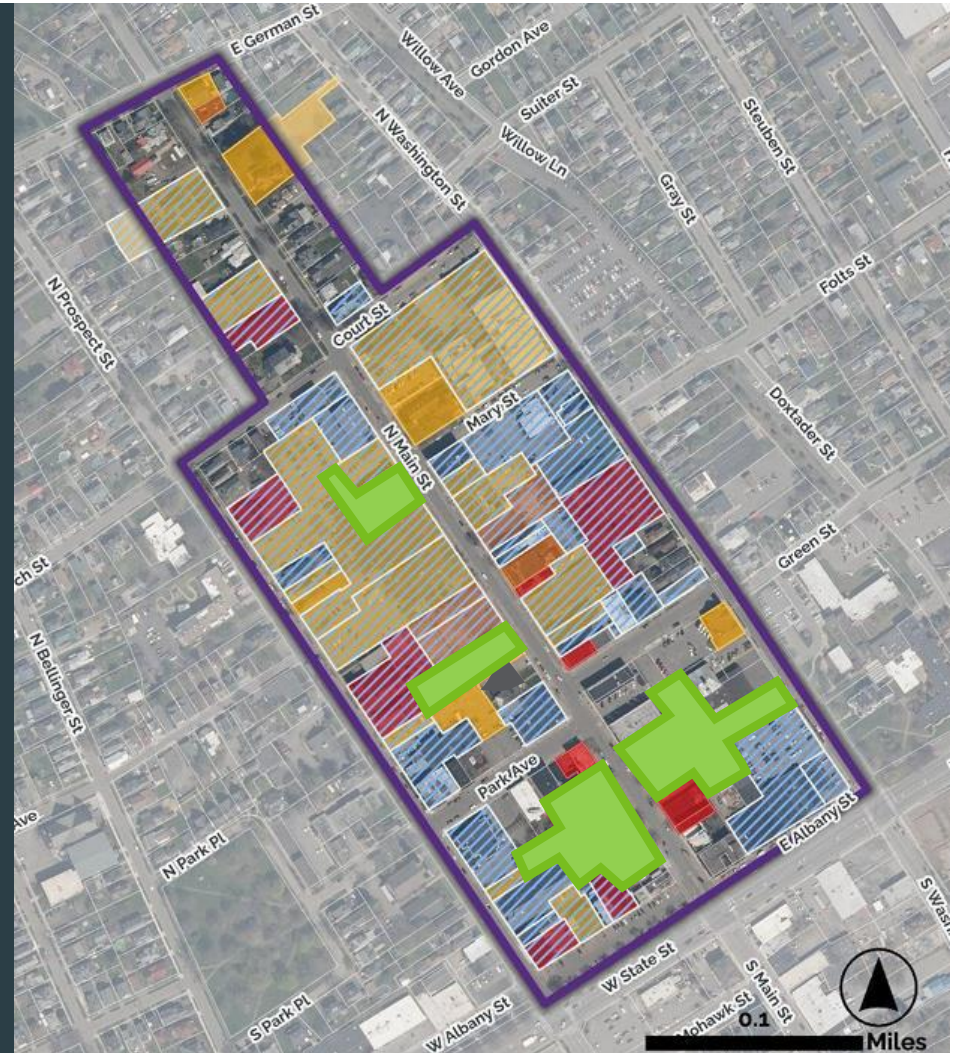 E German St
Willow Ave
Gordon Ave
Suiter St
Steuben St
N Washington St
Willow Ln
Gray St
Folts St
N Prospect St
Court St
Doxtader St
Mary St
N Main St
Green St
ch St
N Bellinger St
Park Ave
Ave
N Park Pl
E Albany St
S Wash
W State St
S Main St
S Park Pl
W Albany St
Mohawk St
0.1
Miles